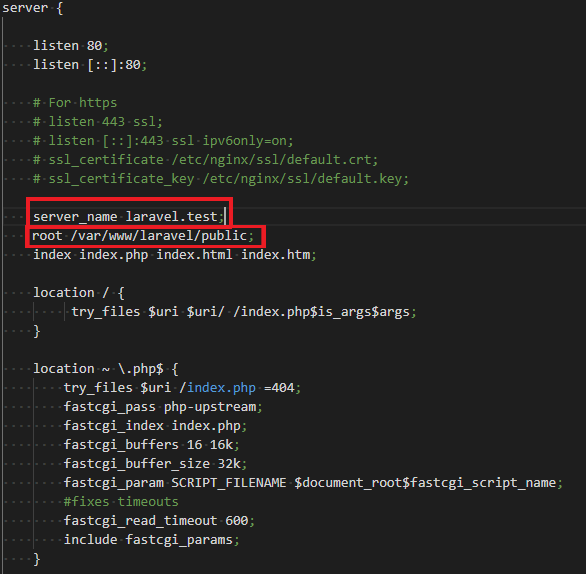 server {
listen 80;
listen [::]:80;
# For https
# listen 443 ssl;
# listen [::]:443 ssl ipv6only=on;
# ssl_certificate /etc/nginx/ssl/default.crt;
# ssl_certificate_key /etc/nginx/ssl/default.key;
server_name laravel.test;
root /var/www/laravel/public;
index index.php index.html index.htm;
location / {
try_files $uri $uri/ /index.php$is_args$args;
}
location ~ \.php$ {
try_files $uri /index.php =404;
fastcgi_pass php-upstream;
fastcgi_index index.php;
fastcgi_buffers 16 16k;
fastcgi_buffer_size 32k;
fastcgi_param SCRIPT_FILENAME $document_root$fastcgi_script_name;
#fixes timeouts
fastcgi_read_timeout 600;
include fastcgi_params;
}